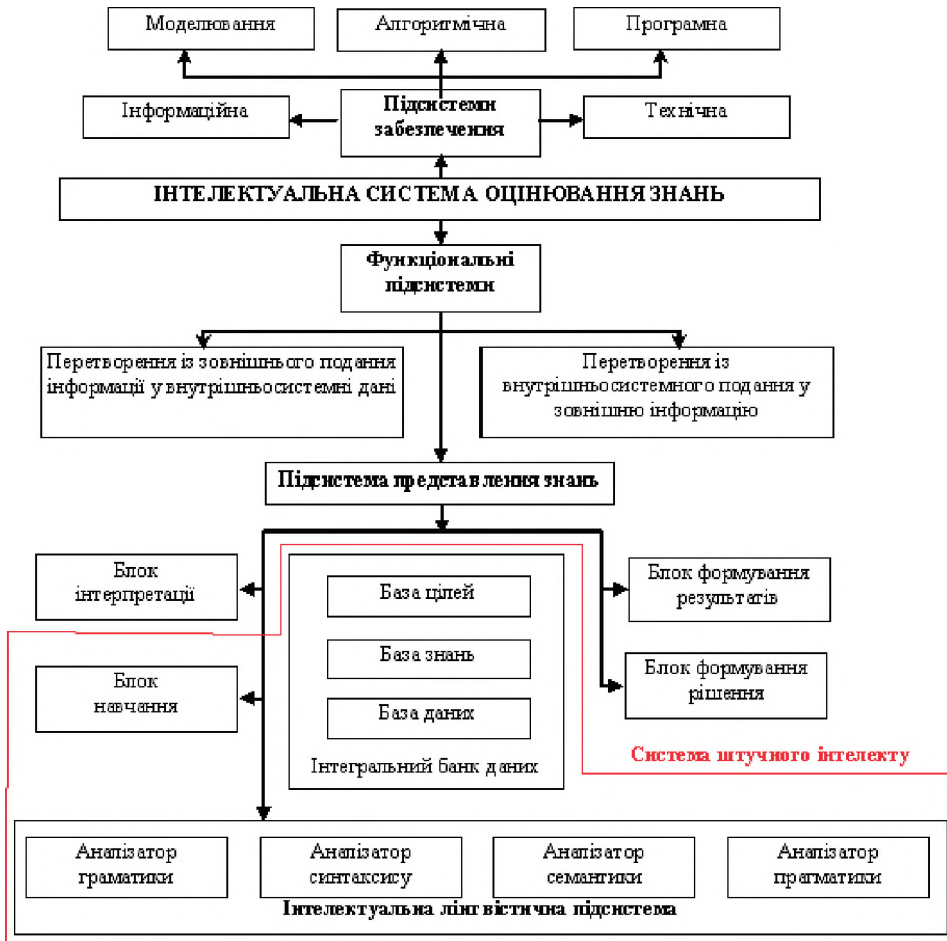 Моделювання
Алгоритмічна
Програмна
Інформаційна
Підсистеми
забезпечення
Технічна
ІНТЕЛЕКТУАЛЬНА СИСТЕМА ОЦІНЮВАННЯ ЗНАНЬ
Функціональні
підсистеми
Перетворення із зовнішнього подання
інформації у внутрішньосистемні дані
Перетворення із
внутрішньосистемного подання у
зовнішню інформацію
Підсистема представлення знань
Блок
інтерпретації
База цілей
Блок формування
результатів
База знань
Блок
навчання
Блок формування
рішення
База даних
Інтегральний банк даних
Система штучного інтелекту
Аналізатор
граматики
Аналізатор
синтаксису
Аналізатор
семантики
Аналізатор
прагматики
Інтелектуальна лінгвістична підсистема